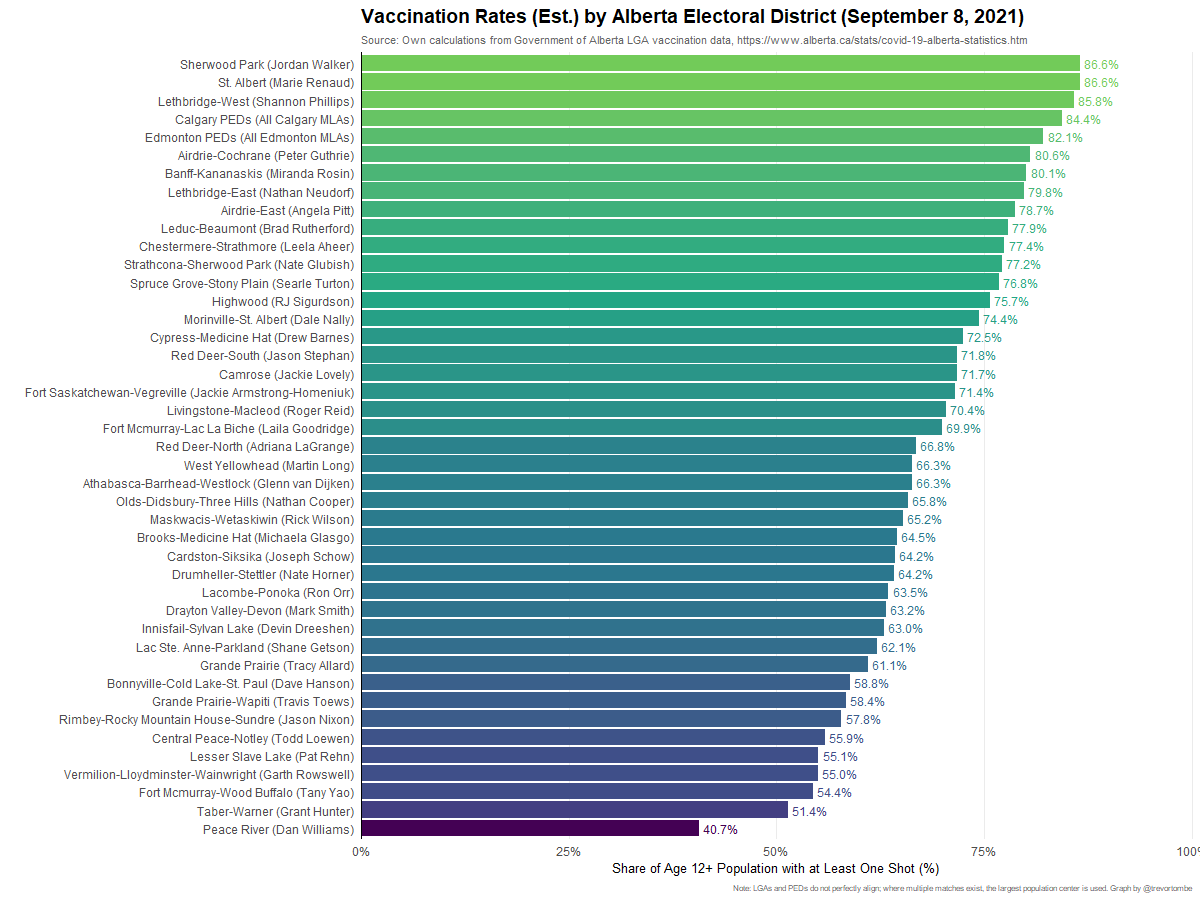 Vaccination Rates (Est.) by Alberta Electoral District (September 8, 2021)
Source: Own calculations from Government of Alberta LGA vaccination data, https://www.alberta.ca/stats/covid-19-alberta-statistics.htm
Sherwood Park (Jordan Walker) 86.6%
St. Albert (Marie Renaud) 86.6%
Lethbridge-West (Shannon Phillips) 85.8%
Calgary PEDs (All Calgary MLAs) 84.4%
Edmonton PEDs (All Edmonton MLAs) 82.1%
Airdrie-Cochrane (Peter Guthrie) 80.6%
Banff-Kananaskis (Miranda Rosin) 80.1%
Lethbridge-East (Nathan Neudorf) 79.8%
Airdrie-East (Angela Pitt) 78.7%
Leduc-Beaumont (Brad Rutherford) 77.9%
Chestermere-Strathmore (Leela Aheer) 77.4%
Strathcona-Sherwood Park (Nate Glubish) 77.2%
Spruce Grove-Stony Plain (Searle Turton) 76.8%
Highwood (RJ Sigurdson) 75.7%
Morinville-St. Albert (Dale Nally) 74.4%
Cypress-Medicine Hat (Drew Barnes) 72.5%
Red Deer-South (Jason Stephan) 71.8%
Camrose (Jackie Lovely) 71.7%
Fort Saskatchewan-Vegreville (Jackie Armstrong-Homeniuk) 71.4%
Livingstone-Macleod (Roger Reid) 70.4%
Fort Mcmurray-Lac La Biche (Laila Goodridge) 69.9%
Red Deer-North (Adriana LaGrange) 66.8%
West Yellowhead (Martin Long) 66.3%
Athabasca-Barrhead-Westlock (Glenn van Dijken) 66.3%
Olds-Didsbury-Three Hills (Nathan Cooper) 65.8%
Maskwacis-Wetaskiwin (Rick Wilson) 65.2%
Brooks-Medicine Hat (Michaela Glasgo) 64.5%
Cardston-Siksika (Joseph Schow) 64.2%
Drumheller-Stettler (Nate Horner) 64.2%
Lacombe-Ponoka (Ron Orr) 63.5%
Drayton Valley-Devon (Mark Smith) 63.2%
Innisfail-Sylvan Lake (Devin Dreeshen) 63.0%
Lac Ste. Anne-Parkland (Shane Getson) 62.1%
Grande Prairie (Tracy Allard) 61.1%
Bonnyville-Cold Lake-St. Paul (Dave Hanson) 58.8%
Grande Prairie-Wapiti (Travis Toews) 58.4%
Rimbey-Rocky Mountain House-Sundre (Jason Nixon) 57.8%
Central Peace-Notley (Todd Loewen) 55.9%
Lesser Slave Lake (Pat Rehn) 55.1%
Vermilion-Lloydminster-Wainwright (Garth Rowswell) 55.0%
Fort Mcmurray-Wood Buffalo (Tany Yao) 54.4%
Taber-Warner (Grant Hunter) 51.4%
Peace River (Dan Williams) 40.7%
0% 25% 50% 75% 100%
Share of Age 12+ Population with at Least One Shot (%)
Note: LGAs and PEDs do not perfectly align; where multiple matches exist, the largest population center is used. Graph by @trevortombe